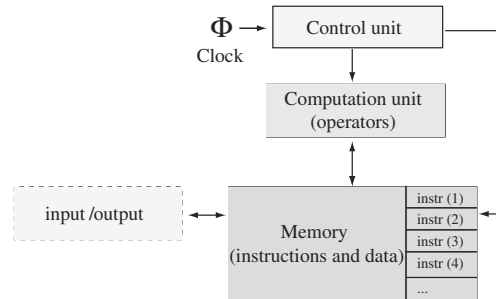 Φ
Clock
Control unit
Computation unit
(operators)
input /output
Memory
(instructions and data)
instr (1)
instr (2)
instr (3)
instr (4)
...